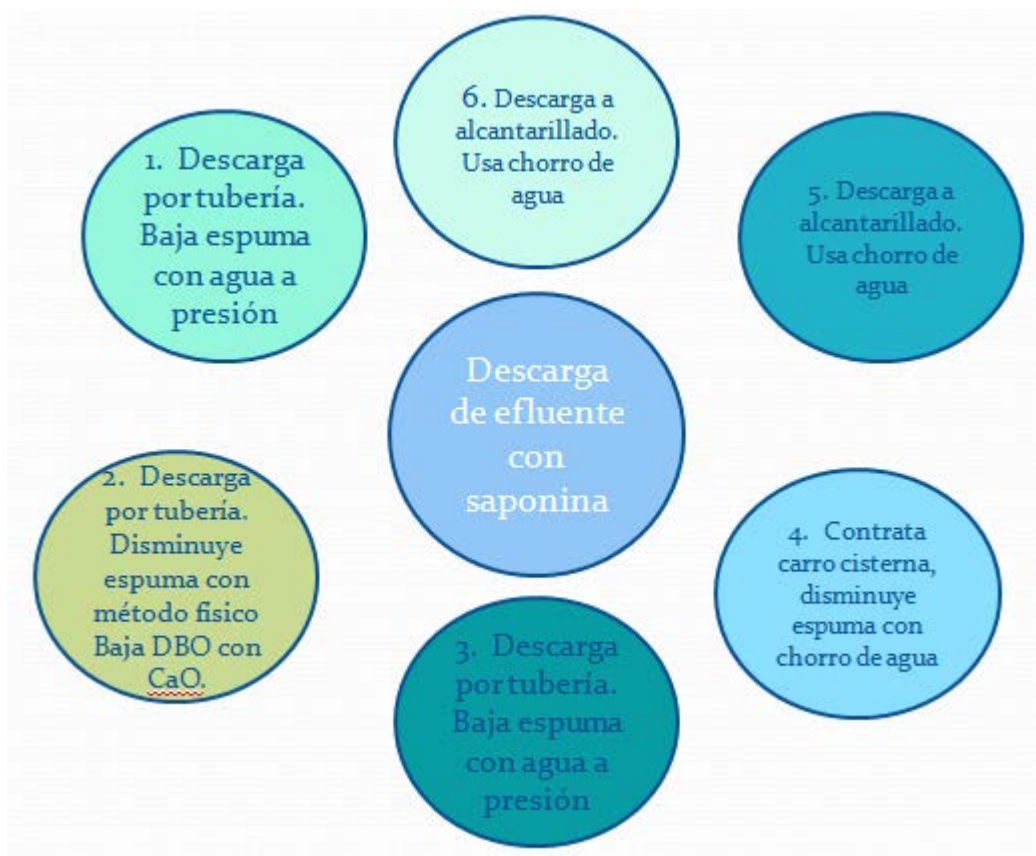 6. Descarga a
alcantarillado.
Usa chorro de
agua
1. Descarga
por tubería.
Baja espuma
con agua a
presión
5. Descarga a
alcantarillado.
Usa chorro de
agua
Descarga
de efluente
con
saponina
2. Descarga
por tubería.
Disminuye
espuma con
método físico
Baja DBO con
CaO.
4. Contrata
carro cisterna,
disminuye
espuma con
chorro de agua
3. Descarga
por tubería.
Baja espuma
con agua a
presión